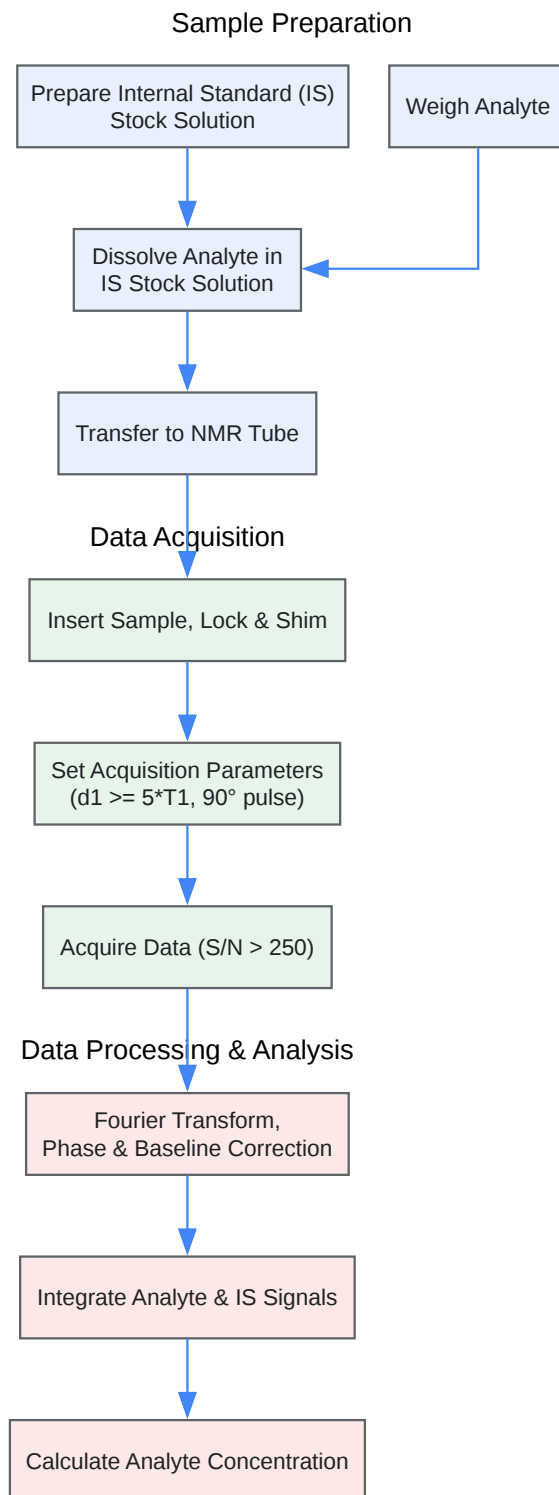 Sample Preparation
Prepare Internal Standard (IS)
Stock Solution
Weigh Analyte
Dissolve Analyte in
IS Stock Solution
Transfer to NMR Tube
Data Acquisition
Insert Sample, Lock & Shim
Set Acquisition Parameters
(d1 >= 5*T1, 90° pulse)
Acquire Data (S/N > 250)
Data Processing & Analysis
Fourier Transform,
Phase & Baseline Correction
Integrate Analyte & IS Signals
Calculate Analyte Concentration